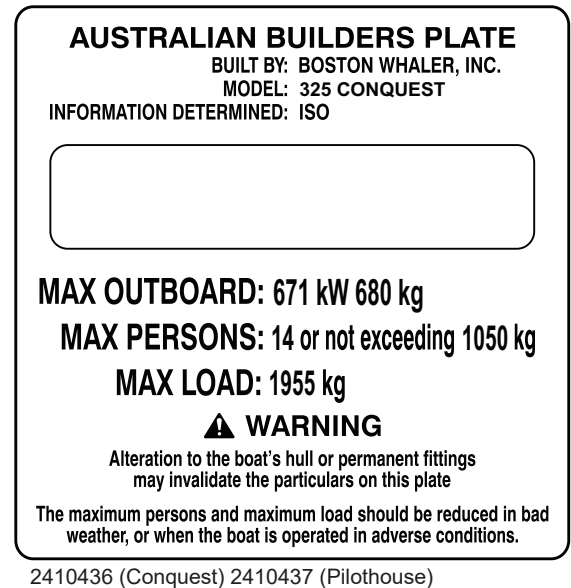 AUSTRALIAN BUILDERS PLATE
BUILT BY: BOSTON WHALER, INC.
MODEL: 325 CONQUEST
INFORMATION DETERMINED: ISO
MAX OUTBOARD: 671 kW 680 kg
MAX PERSONS: 14 or not exceeding 1050 kg
MAX LOAD: 1955 kg
WARNING
Alteration to the boat's hull or permanent fittings
may invalidate the particulars on this plate
The maximum persons and maximum load should be reduced in bad
weather, or when the boat is operated in adverse conditions.
2410436 (Conquest) 2410437 (Pilothouse)